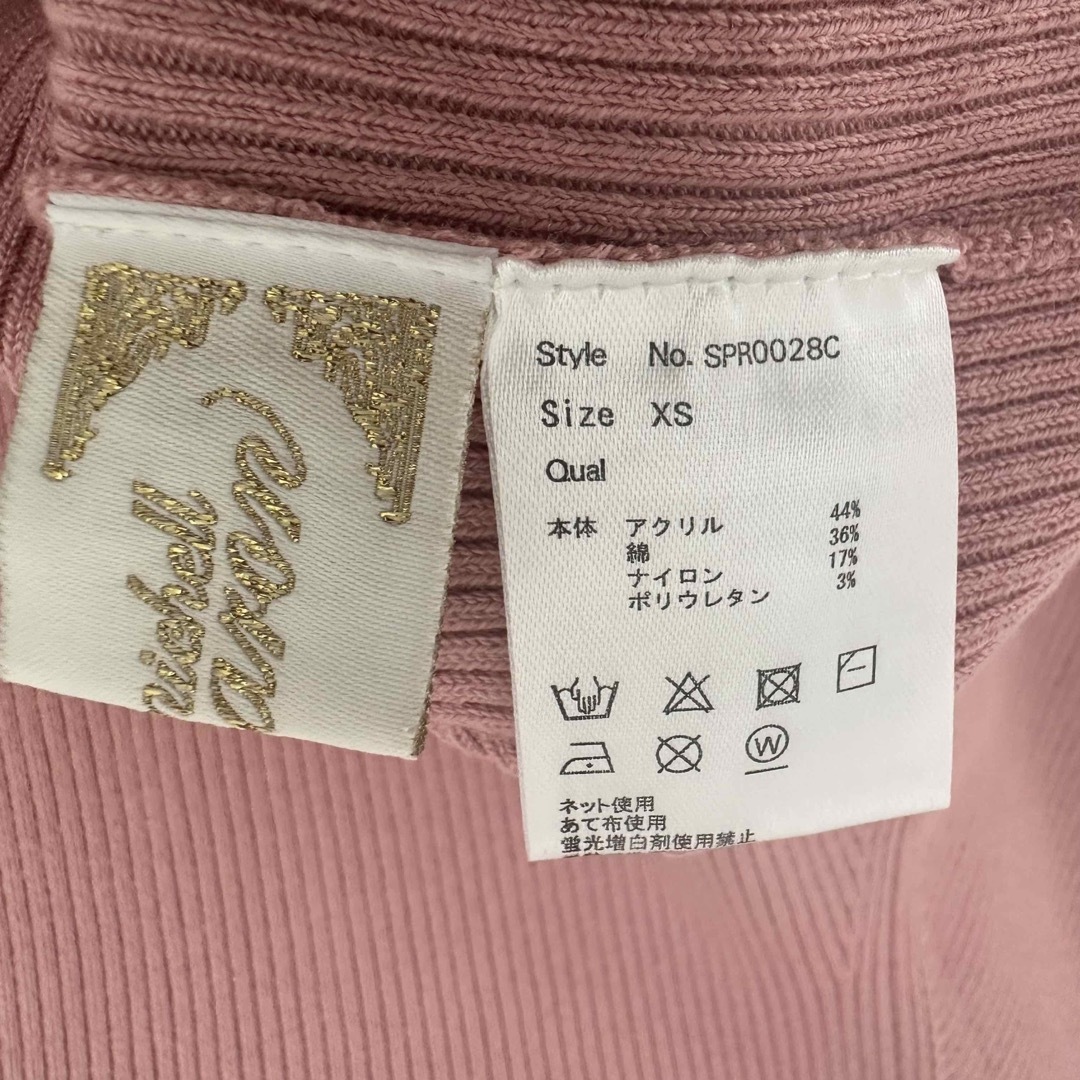 Style No. SPR0028C
Size XS
Qual
本体 アクリル 44%
綿 36%
ナイロン 17%
ポリウレタン 3%
W
ネット使用
あて布使用
蛍光増白剤使用禁止